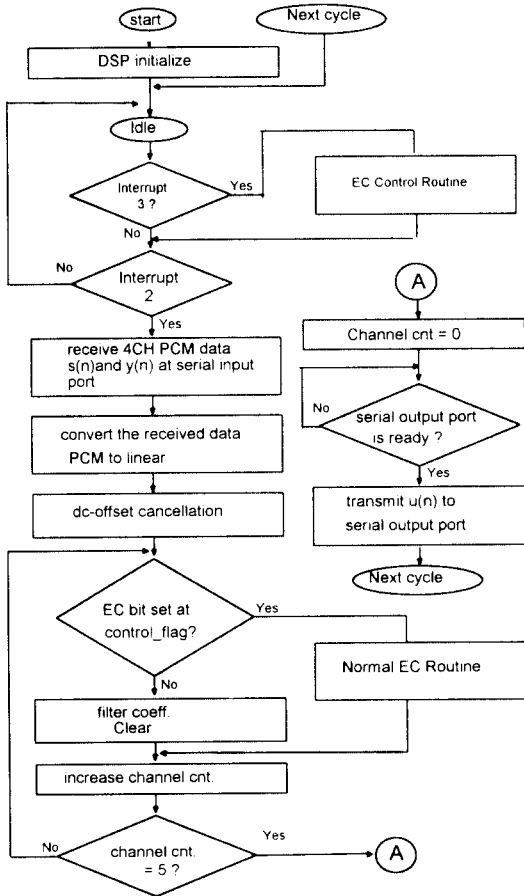 start
Next cycle
DSP initialize
Idle
Interrupt
3 ?
Yes
EC Control Routine
No
No
Interrupt
2
Yes
receive 4CH PCM data
s(n)and y(n) at serial input
port
convert the received data
PCM to linear
dc-offset cancellation
EC bit set at
control_flag?
Yes
Normal EC Routine
No
filter coeff.
Clear
increase channel cnt.
No
channel cnt.
= 5 ?
Yes
A
A
Channel cnt.= 0
No
serial output port
is ready ?
Yes
transmit u(n) to
serial output port
Next cycle